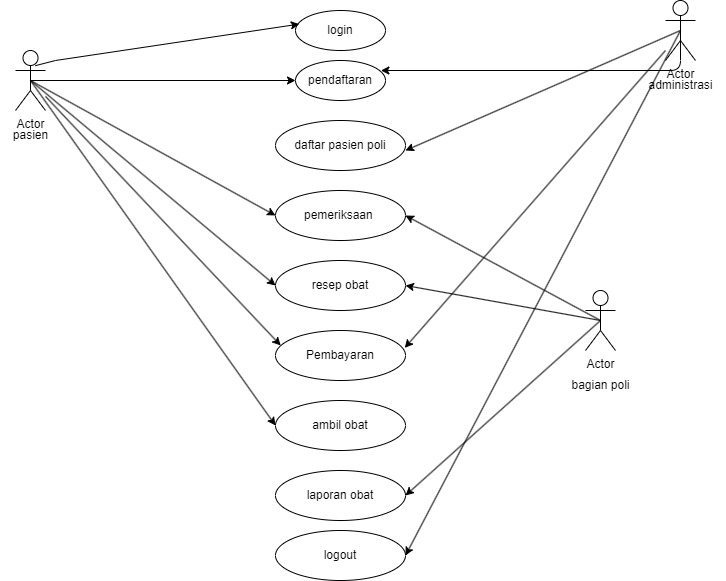 login
pendaftaran
Actor
administrasi
Actor
pasien
daftar pasien poli
pemeriksaan
resep obat
Pembayaran
Actor
bagian poli
ambil obat
laporan obat
logout